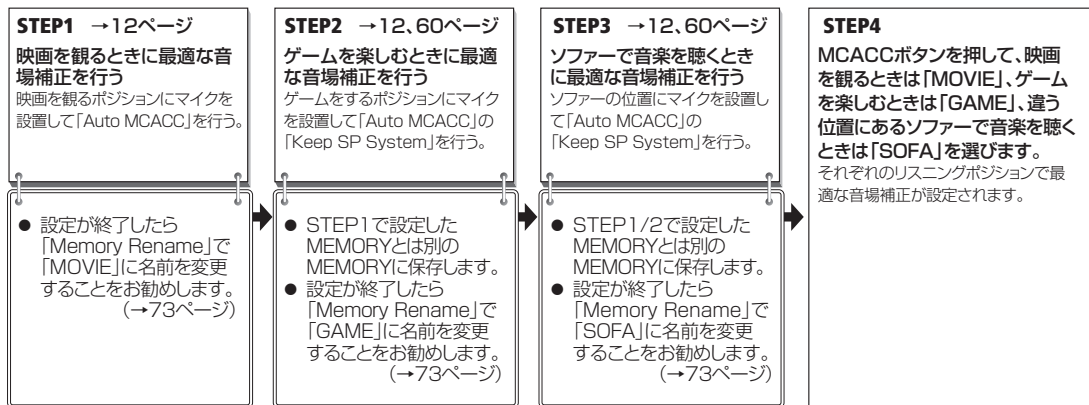 STEP1 →12ページ
映画を観るときに最適な音
場補正を行う
映画を観るポジションにマイクを
設置して「Auto MCACC」を行う。
● 設定が終了したら
「Memory Rename」で
「MOVIE」に名前を変更
することをお勧めします。
（→73ページ）
STEP2 →12、60ページ
ゲームを楽しむときに最適
な音場補正を行う
ゲームをするポジションにマイク
を設置して「Auto MCACC」の
「Keep SP System」を行う。
● STEP1で設定した
MEMORYとは別の
MEMORYに保存します。
● 設定が終了したら
「Memory Rename」で
「GAME」に名前を変更
することをお勧めします。
（→73ページ）
STEP3 →12、60ページ
ソファーで音楽を聴くとき
に最適な音場補正を行う
ソファーの位置にマイクを設置し
て「Auto MCACC」の
「Keep SP System」を行う。
● STEP1/2で設定した
MEMORYとは別の
MEMORYに保存します。
● 設定が終了したら
「Memory Rename」で
「SOFA」に名前を変更
することをお勧めします。
（→73ページ）
STEP4
MCACCボタンを押して、映画
を観るときは「MOVIE」、ゲーム
を楽しむときは「GAME」、違う
位置にあるソファーで音楽を聴く
ときは「SOFA」を選びます。
それぞれのリスニングポジションで最
適な音場補正が設定されます。